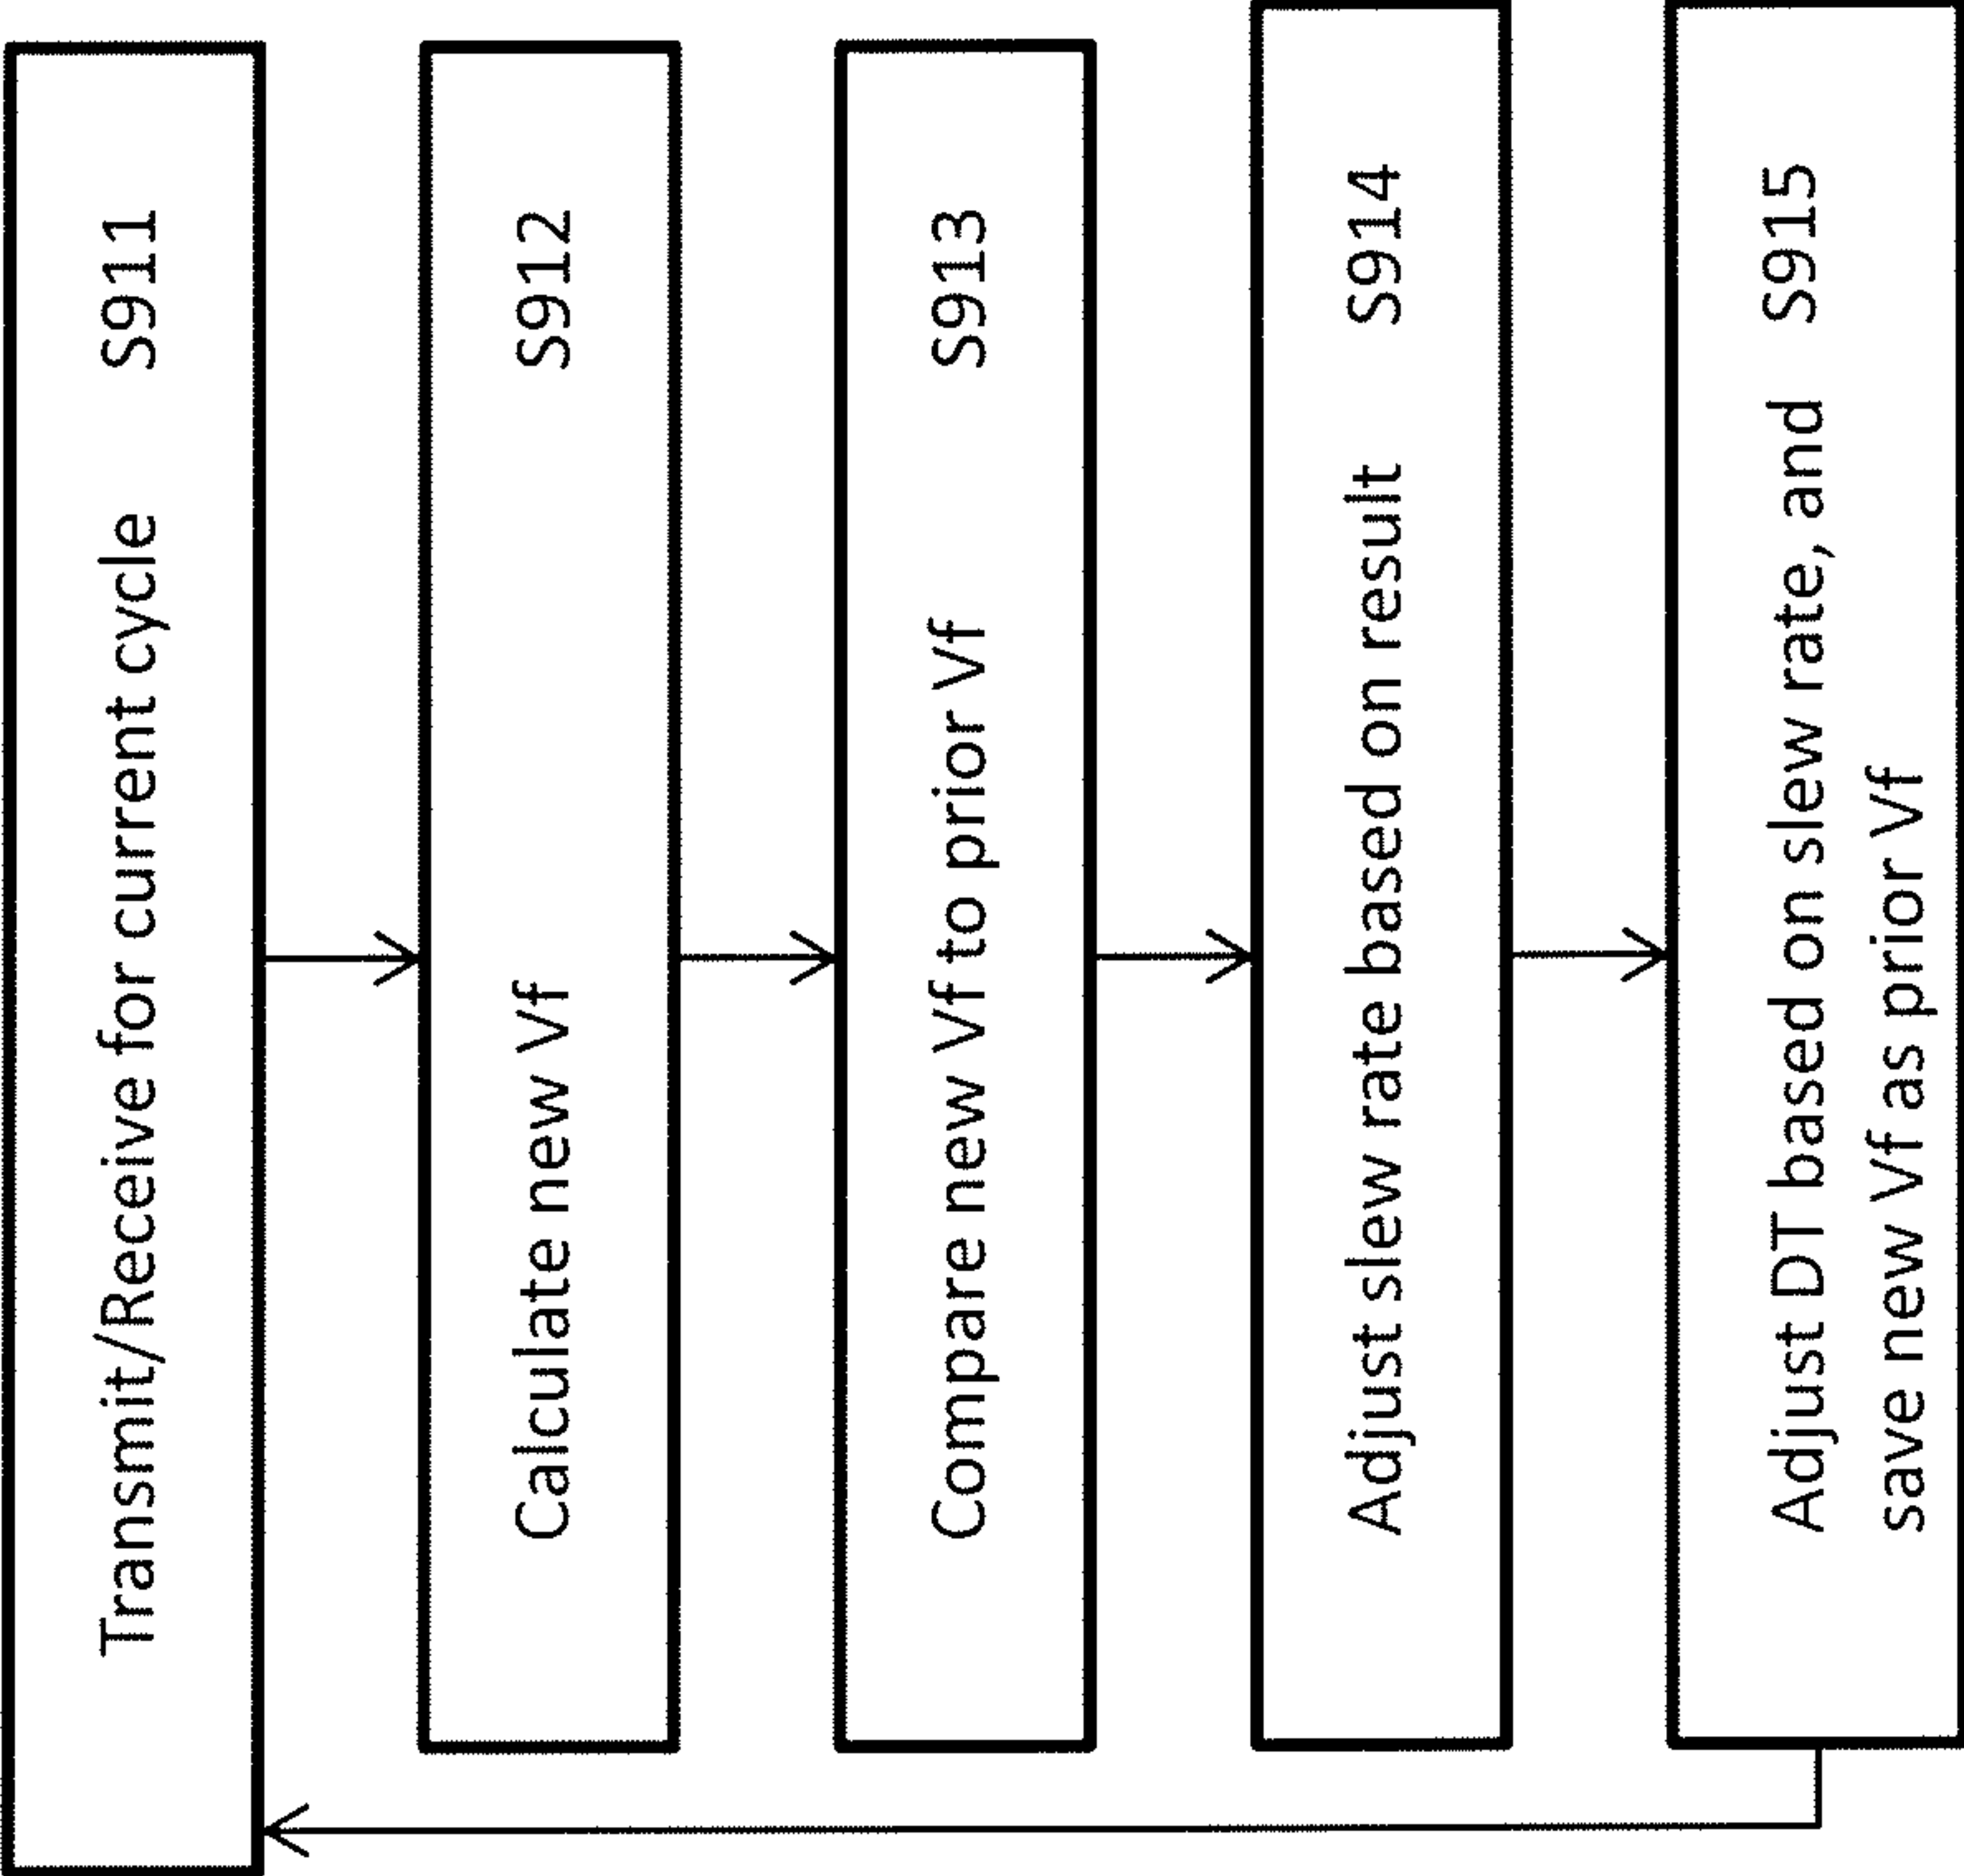 Transmit/Receive for current cycle S911
Calculate new Vf S912
Compare new Vf to prior Vf S913
Adjust slew rate based on result S914
Adjust DT based on slew rate, and S915
save new Vf as prior Vf